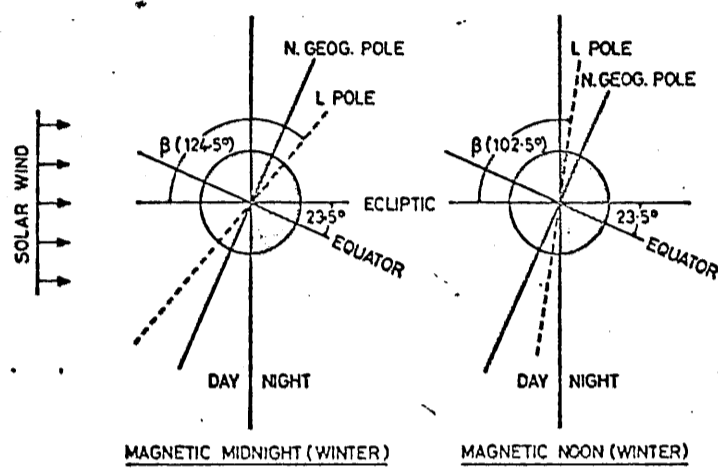 N. GEOG. POLE
L POLE
β (124·5°)
SOLAR WIND
ECLIPTIC
23·5°
EQUATOR
DAY NIGHT
MAGNETIC MIDNIGHT (WINTER)
L POLE
N. GEOG. POLE
β (102·5°)
23·5°
EQUATOR
DAY NIGHT
MAGNETIC NOON (WINTER)